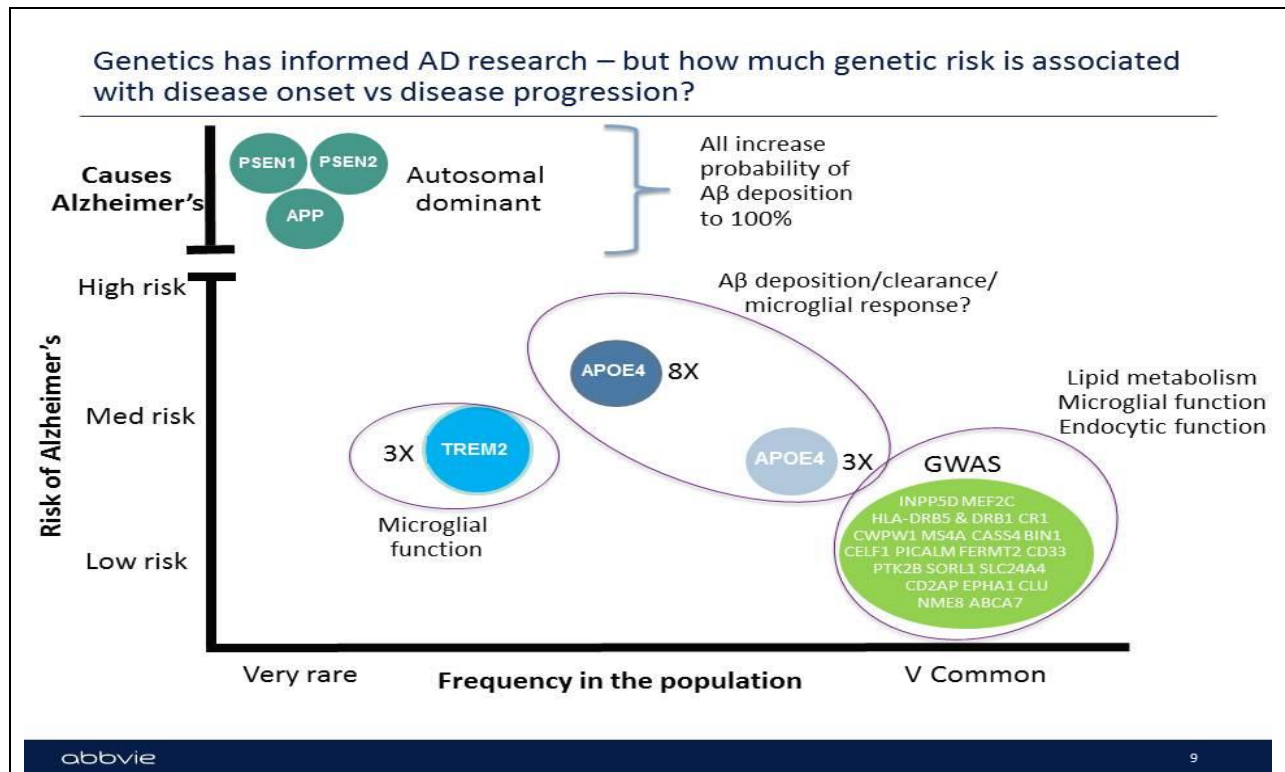 Genetics has informed AD research – but how much genetic risk is associated
with disease onset vs disease progression?
Causes
Alzheimer's
PSEN1
PSEN2
APP
Autosomal
dominant
All increase
probability of
Aβ deposition
to 100%
Risk of Alzheimer's
High risk
Med risk
Low risk
Aβ deposition/clearance/
microglial response?
APOE4
8X
APOE4
3X
3X
TREM2
Microglial
function
Lipid metabolism
Microglial function
Endocytic function
GWAS
INPP5D MEF2C
HLA-DRB5 & DRB1 CR1
CWPW1 MS4A CASS4 BIN1
CELF1 PICALM FERMT2 CD33
PTK2B SORL1 SLC24A4
CD2AP EPHA1 CLU
NME8 ABCA7
Very rare
Frequency in the population
V Common
abbvie
9